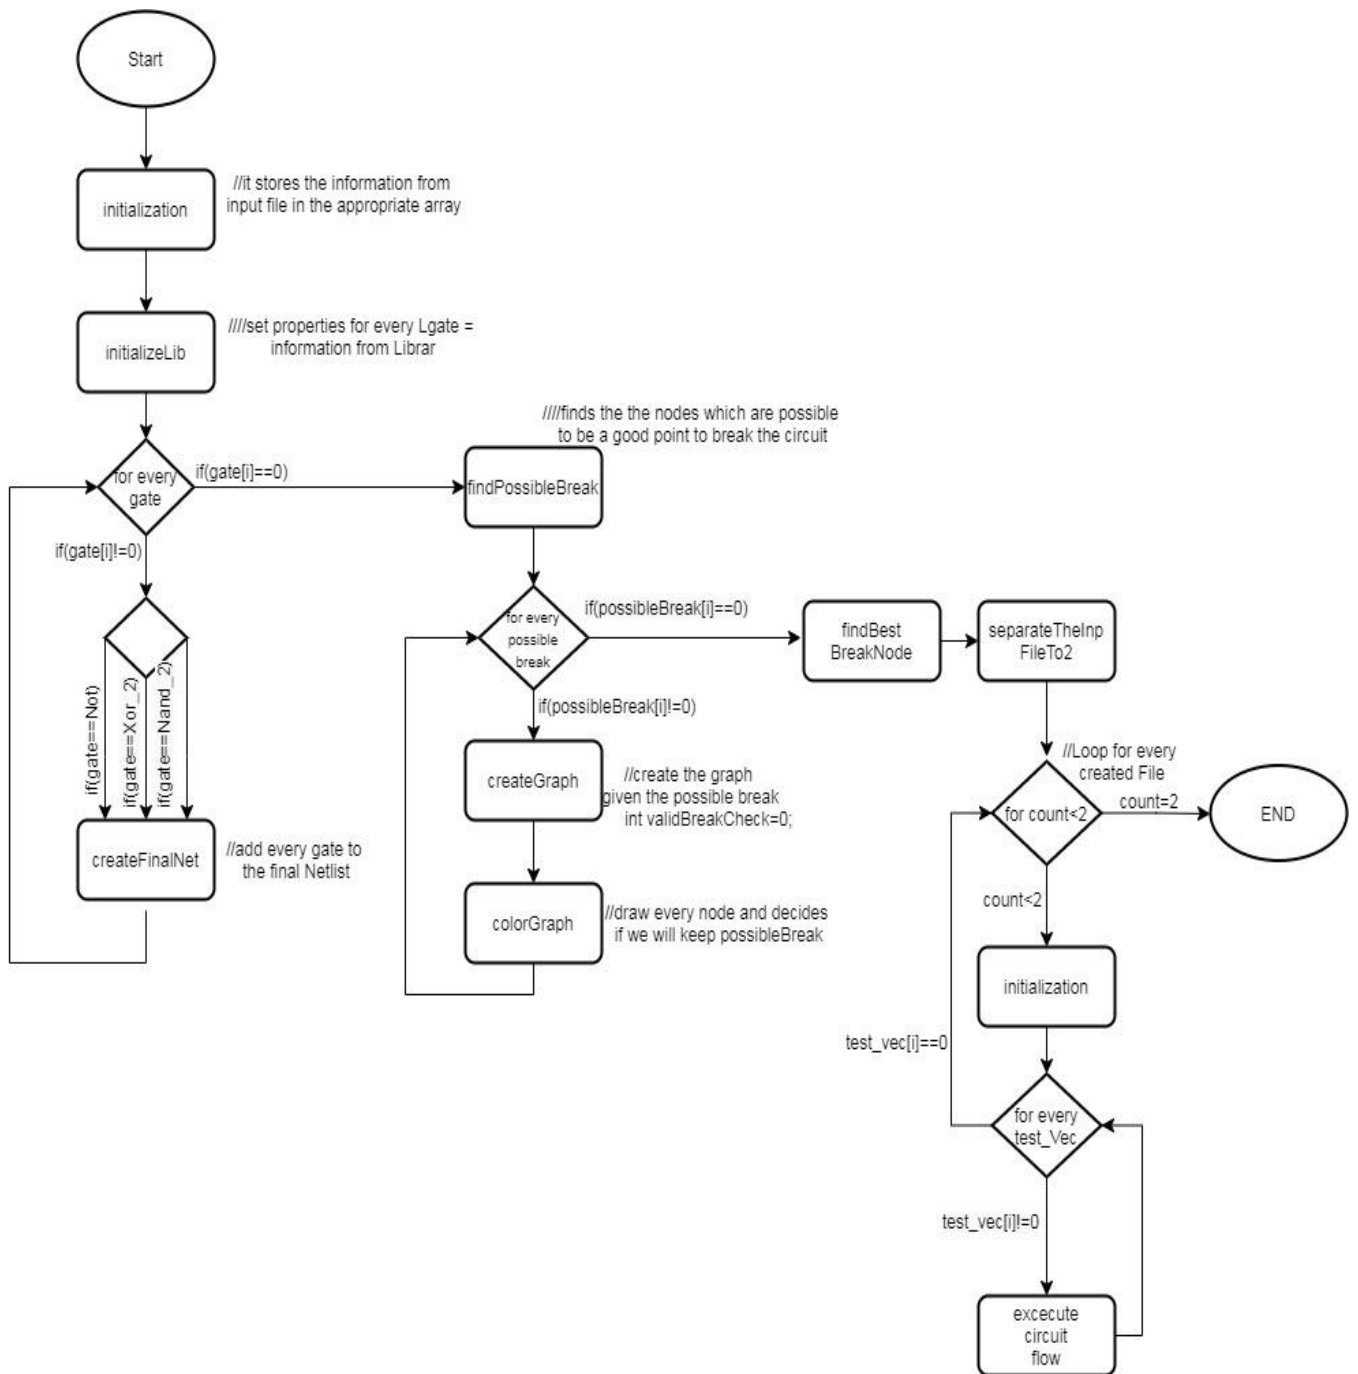 Start
initialization
//it stores the information from
input file in the appropriate array
initializeLib
////set properties for every Lgate =
information from Librar
for every
gate
if(gate[i]==0)
if(gate[i]!=0)
if(gate==Not)
if(gate==Xor_2)
if(gate==Nand_2)
createFinalNet
//add every gate to
the final Netlist
////finds the the nodes which are possible
to be a good point to break the circuit
findPossibleBreak
for every
possible
break
if(possibleBreak[i]==0)
if(possibleBreak[i]!=0)
createGraph
//create the graph
given the possible break
int validBreakCheck=0;
colorGraph
//draw every node and decides
if we will keep possibleBreak
findBest
BreakNode
separateTheInp
FileTo2
//Loop for every
created File
for count<2
count=2
END
count<2
initialization
test_vec[i]==0
for every
test_Vec
test_vec[i]!=0
excecute
circuit
flow